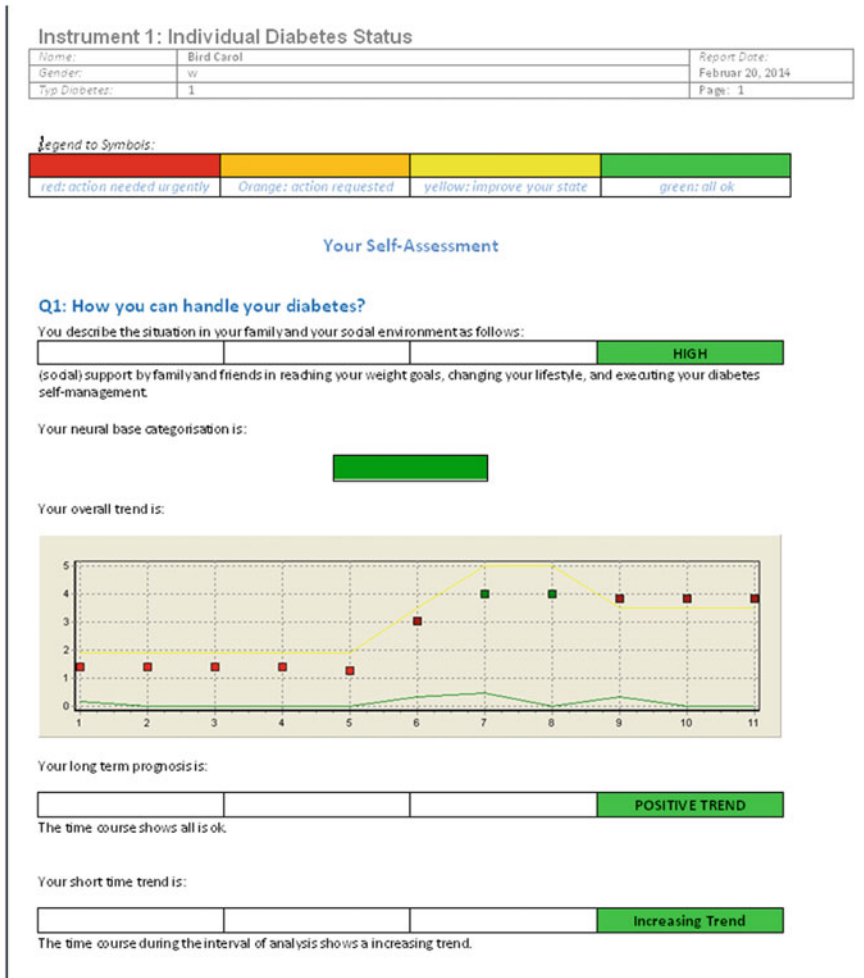 Instrument 1: Individual Diabetes Status
Name: Bird Carol Report Date:
Gender: w Februar 20, 2014
Typ Diabetes: 1 Page: 1
Legend to Symbols:
red: action needed urgently Orange: action requested yellow: improve your state green: all ok
Your Self-Assessment
Q1: How you can handle your diabetes?
You describe the situation in your family and your social environment as follows:
HIGH
(social) support by family and friends in reaching your weight goals, changing your lifestyle, and executing your diabetes
self-management.
Your neural base categorisation is:
Your overall trend is:
5
4
3
2
1
0
1 2 3 4 5 6 7 8 9 10 11
Your long term prognosis is:
POSITIVE TREND
The time course shows all is ok.
Your short time trend is:
Increasing Trend
The time course during the interval of analysis shows a increasing trend.